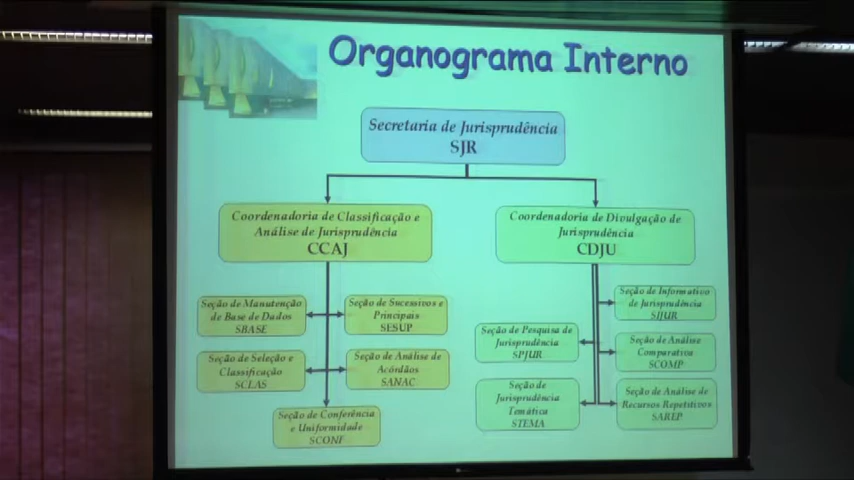 Organograma Interno
Secretaria de Jurisprudência
SJR
Coordenadoria de Classificação e
Análise de Jurisprudência
CCAJ
Coordenadoria de Divulgação de
Jurisprudência
CDJU
Seção de Manutenção
de Base de Dados
SBASE
Seção de Sucessivos e
Principais
SESUP
Seção de Seleção e
Classificação
SCLAS
Seção de Análise de
Acórdãos
SANAC
Seção de Conferência
e Uniformidade
SCONF
Seção de Informativo
de Jurisprudência
SIJUR
Seção de Pesquisa de
Jurisprudência
SPJUR
Seção de Análise
Comparativa
SCOMP
Seção de
Jurisprudência
Temática
STEMA
Seção de Análise de
Recursos Repetitivos
SAREP